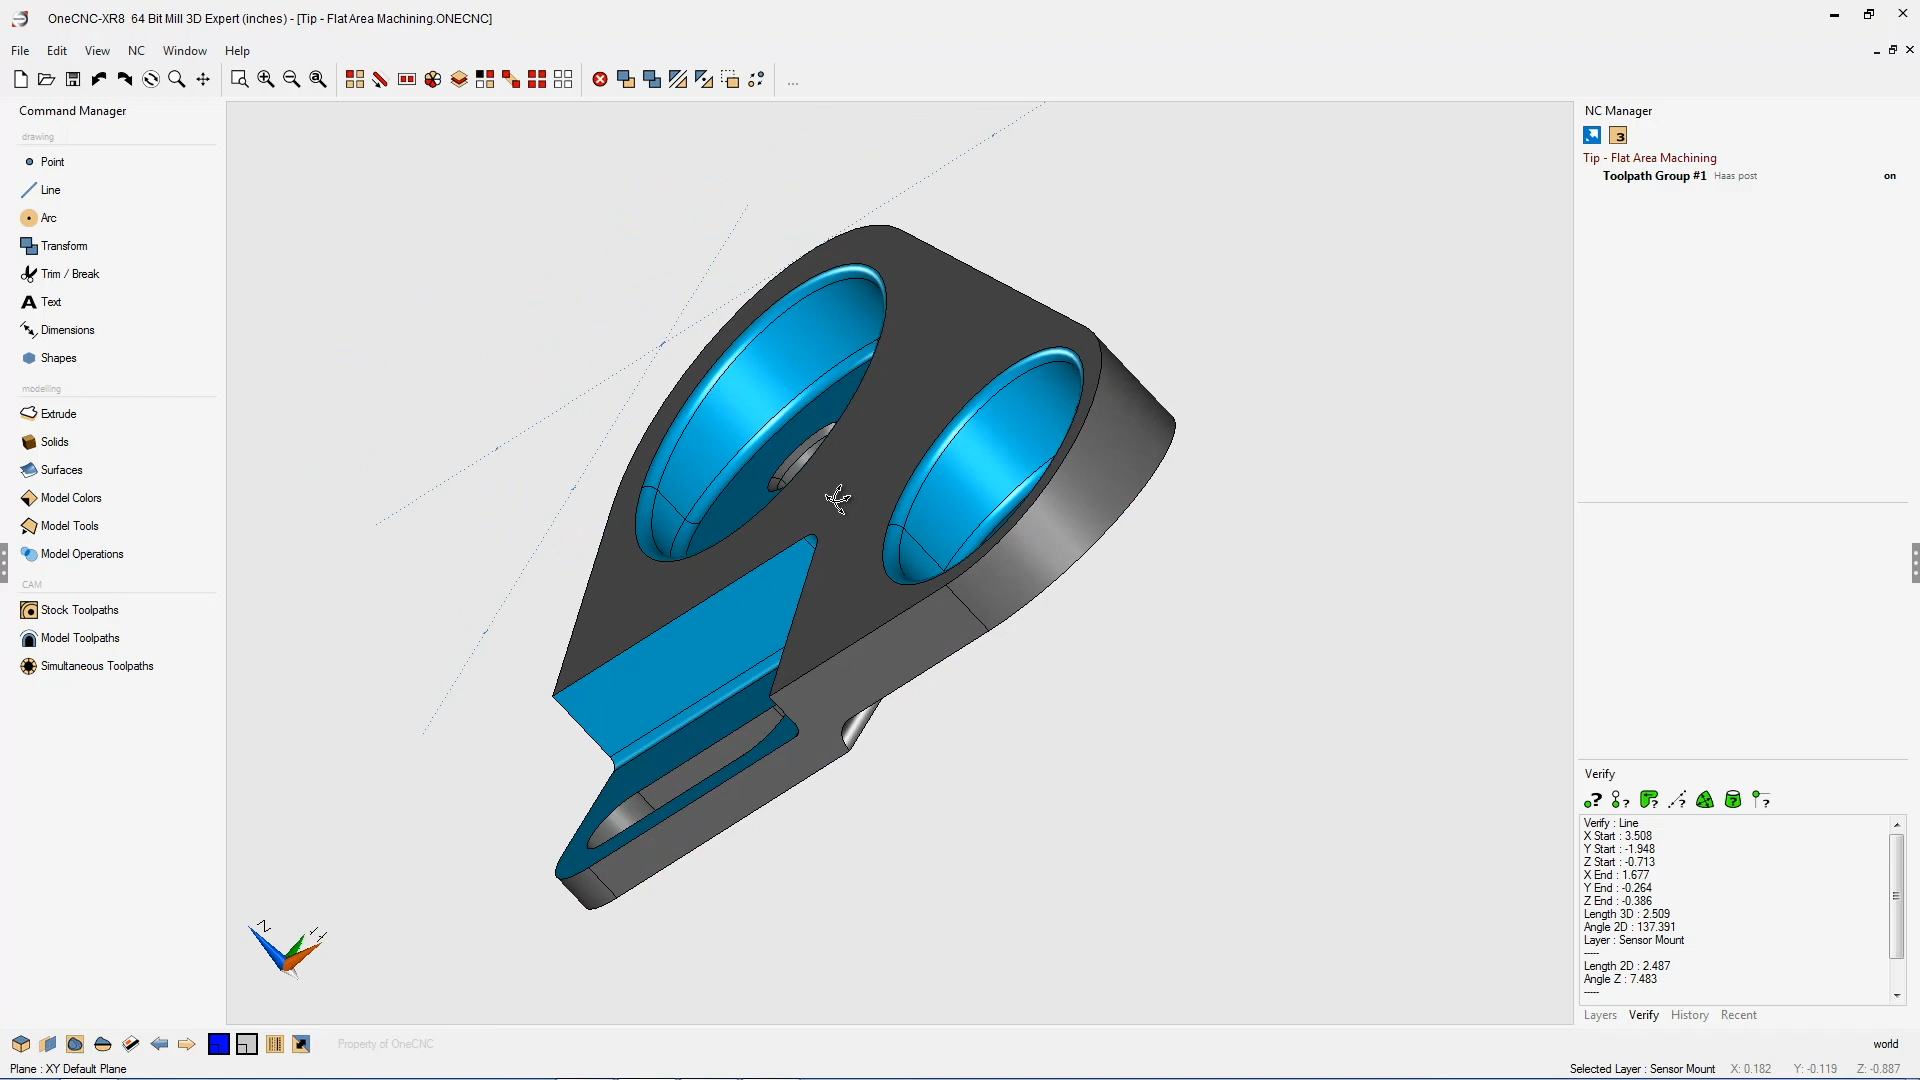 OneCNC-XR8 64 Bit Mill 3D Expert (inches) - [Tip - Flat Area Machining.ONECNC]
File Edit View NC Window Help
...
Command Manager
drawing
Point
Line
Arc
Transform
Trim / Break
Text
Dimensions
Shapes
modelling
Extrude
Solids
Surfaces
Model Colors
Model Tools
Model Operations
CAM
Stock Toolpaths
Model Toolpaths
Simultaneous Toolpaths
NC Manager
3
Tip - Flat Area Machining
Toolpath Group #1 Haas post on
Verify
Verify : Line
X Start : 3.508
Y Start : -1.948
Z Start : -0.713
X End : 1.677
Y End : -0.264
Z End : -0.386
Length 3D : 2.509
Angle 2D : 137.391
Layer : Sensor Mount
-----
Length 2D : 2.487
Angle Z : 7.483
-----
Layers Verify History Recent
Property of OneCNC
world
Plane : XY Default Plane
Selected Layer : Sensor Mount X: 0.182 Y: -0.119 Z: -0.887